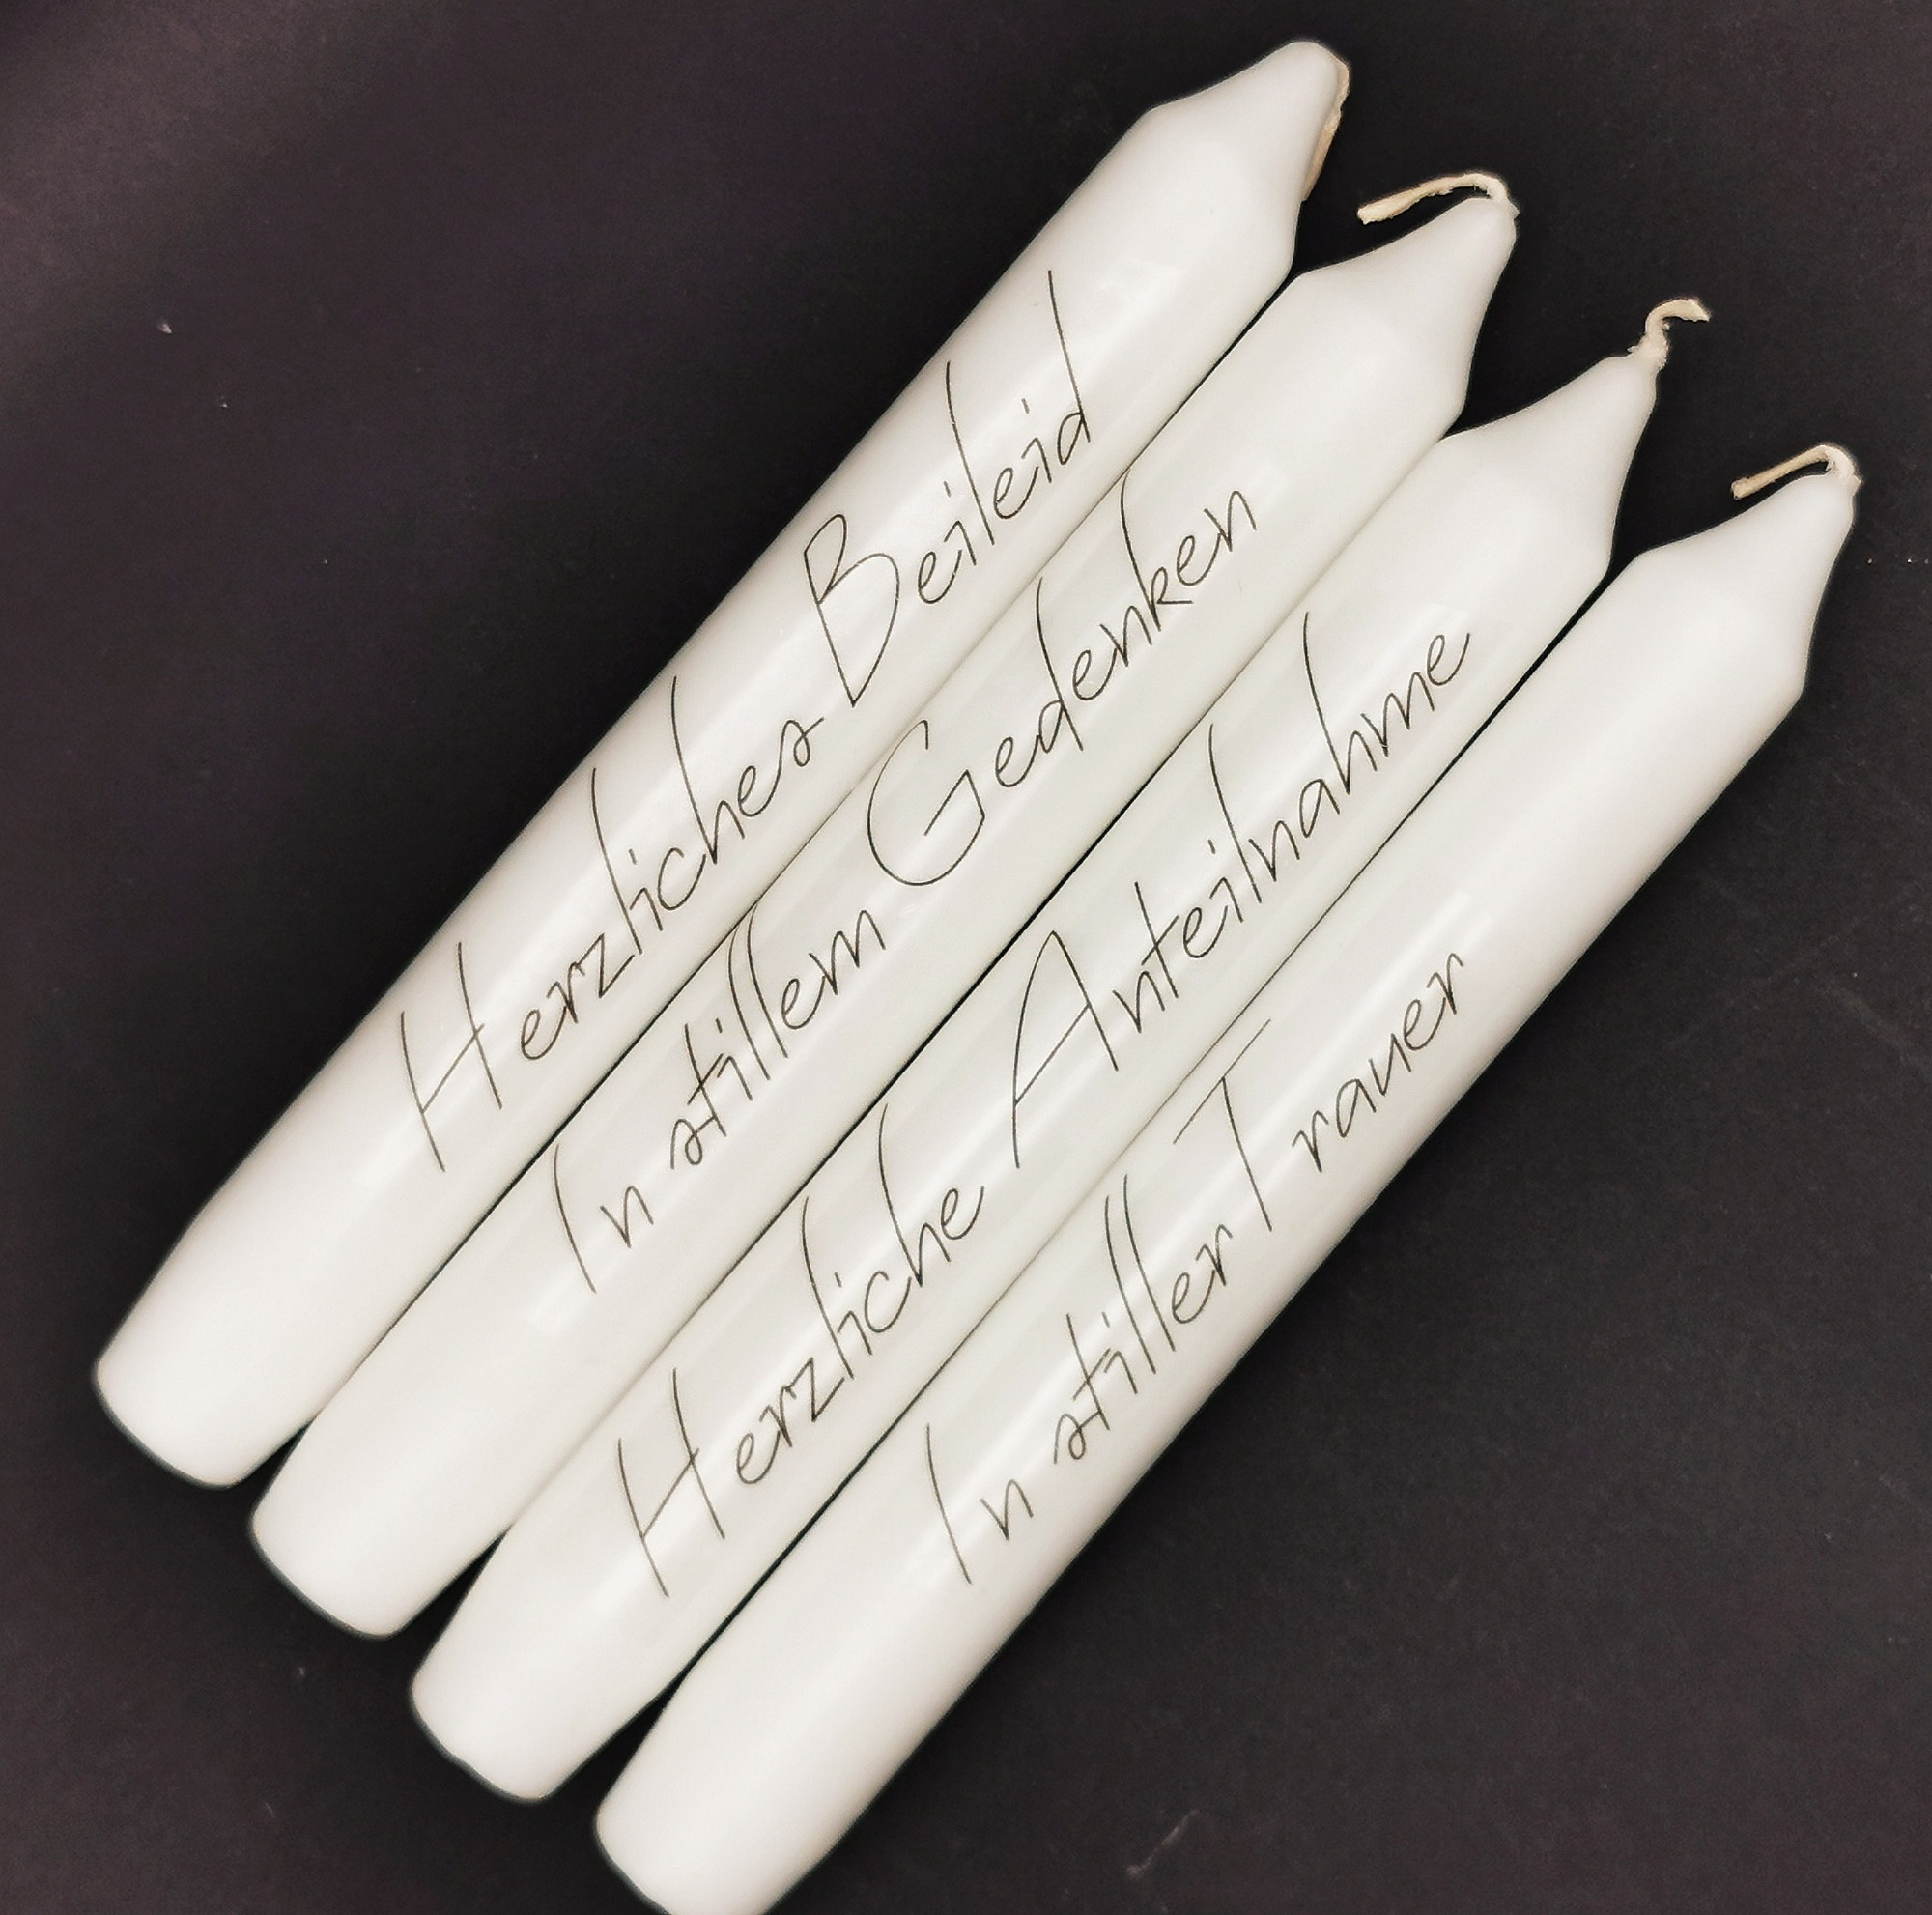 Herzliches Beileid
In stillem Gedenken
Herzliche Anteilnahme
In stiller Trauer